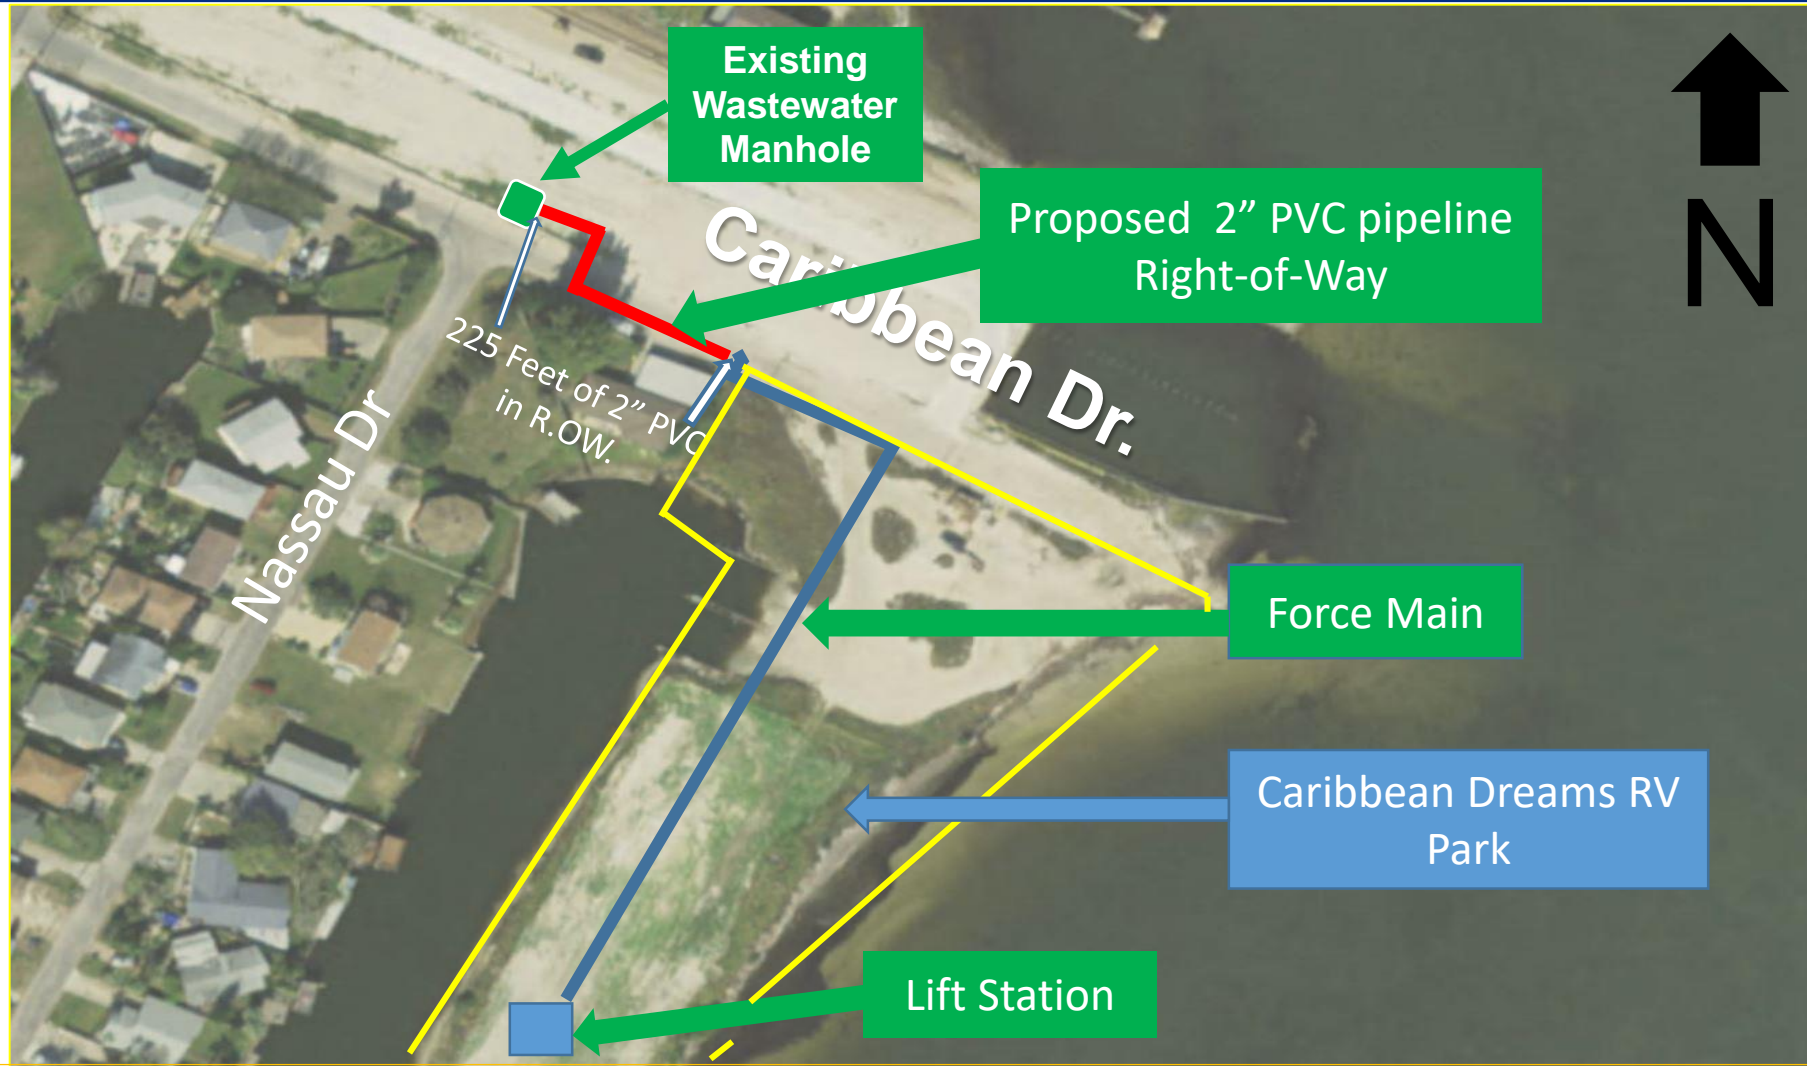 Existing
Wastewater
Manhole
Proposed  2” PVC pipeline
Right-of-Way
N
Caribbean Dr.
225 Feet of 2” PVC
in R.OW.
Nassau Dr
Force Main
Caribbean Dreams RV
Park
Lift Station